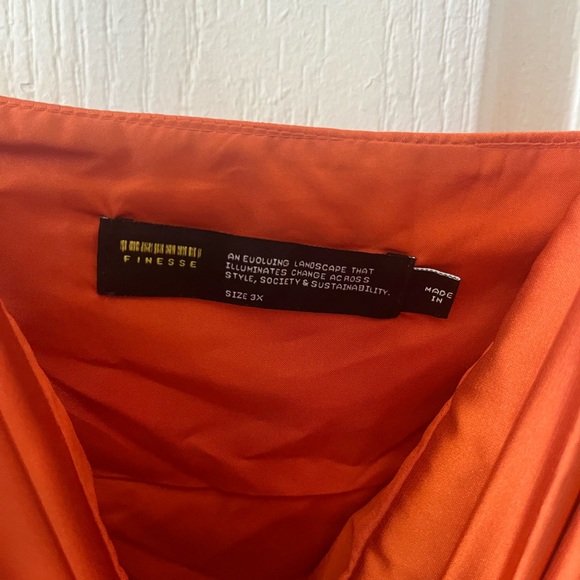 FINESSE
AN EVOLVING LANDSCAPE THAT
ILLUMINATES CHANGE ACROSS
STYLE, SOCIETY & SUSTAINABILITY.
SIZE 3X
MADE
IN